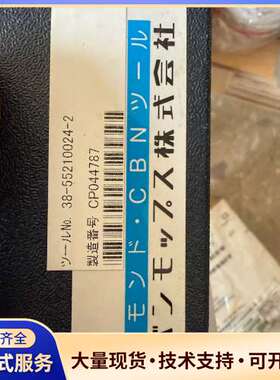 ツールNo. 38-55210024-2
製造番号 CP044787
モンド・CBNツール
モップス株式会社
齐全
式服务
大量现货·技术支持·可开